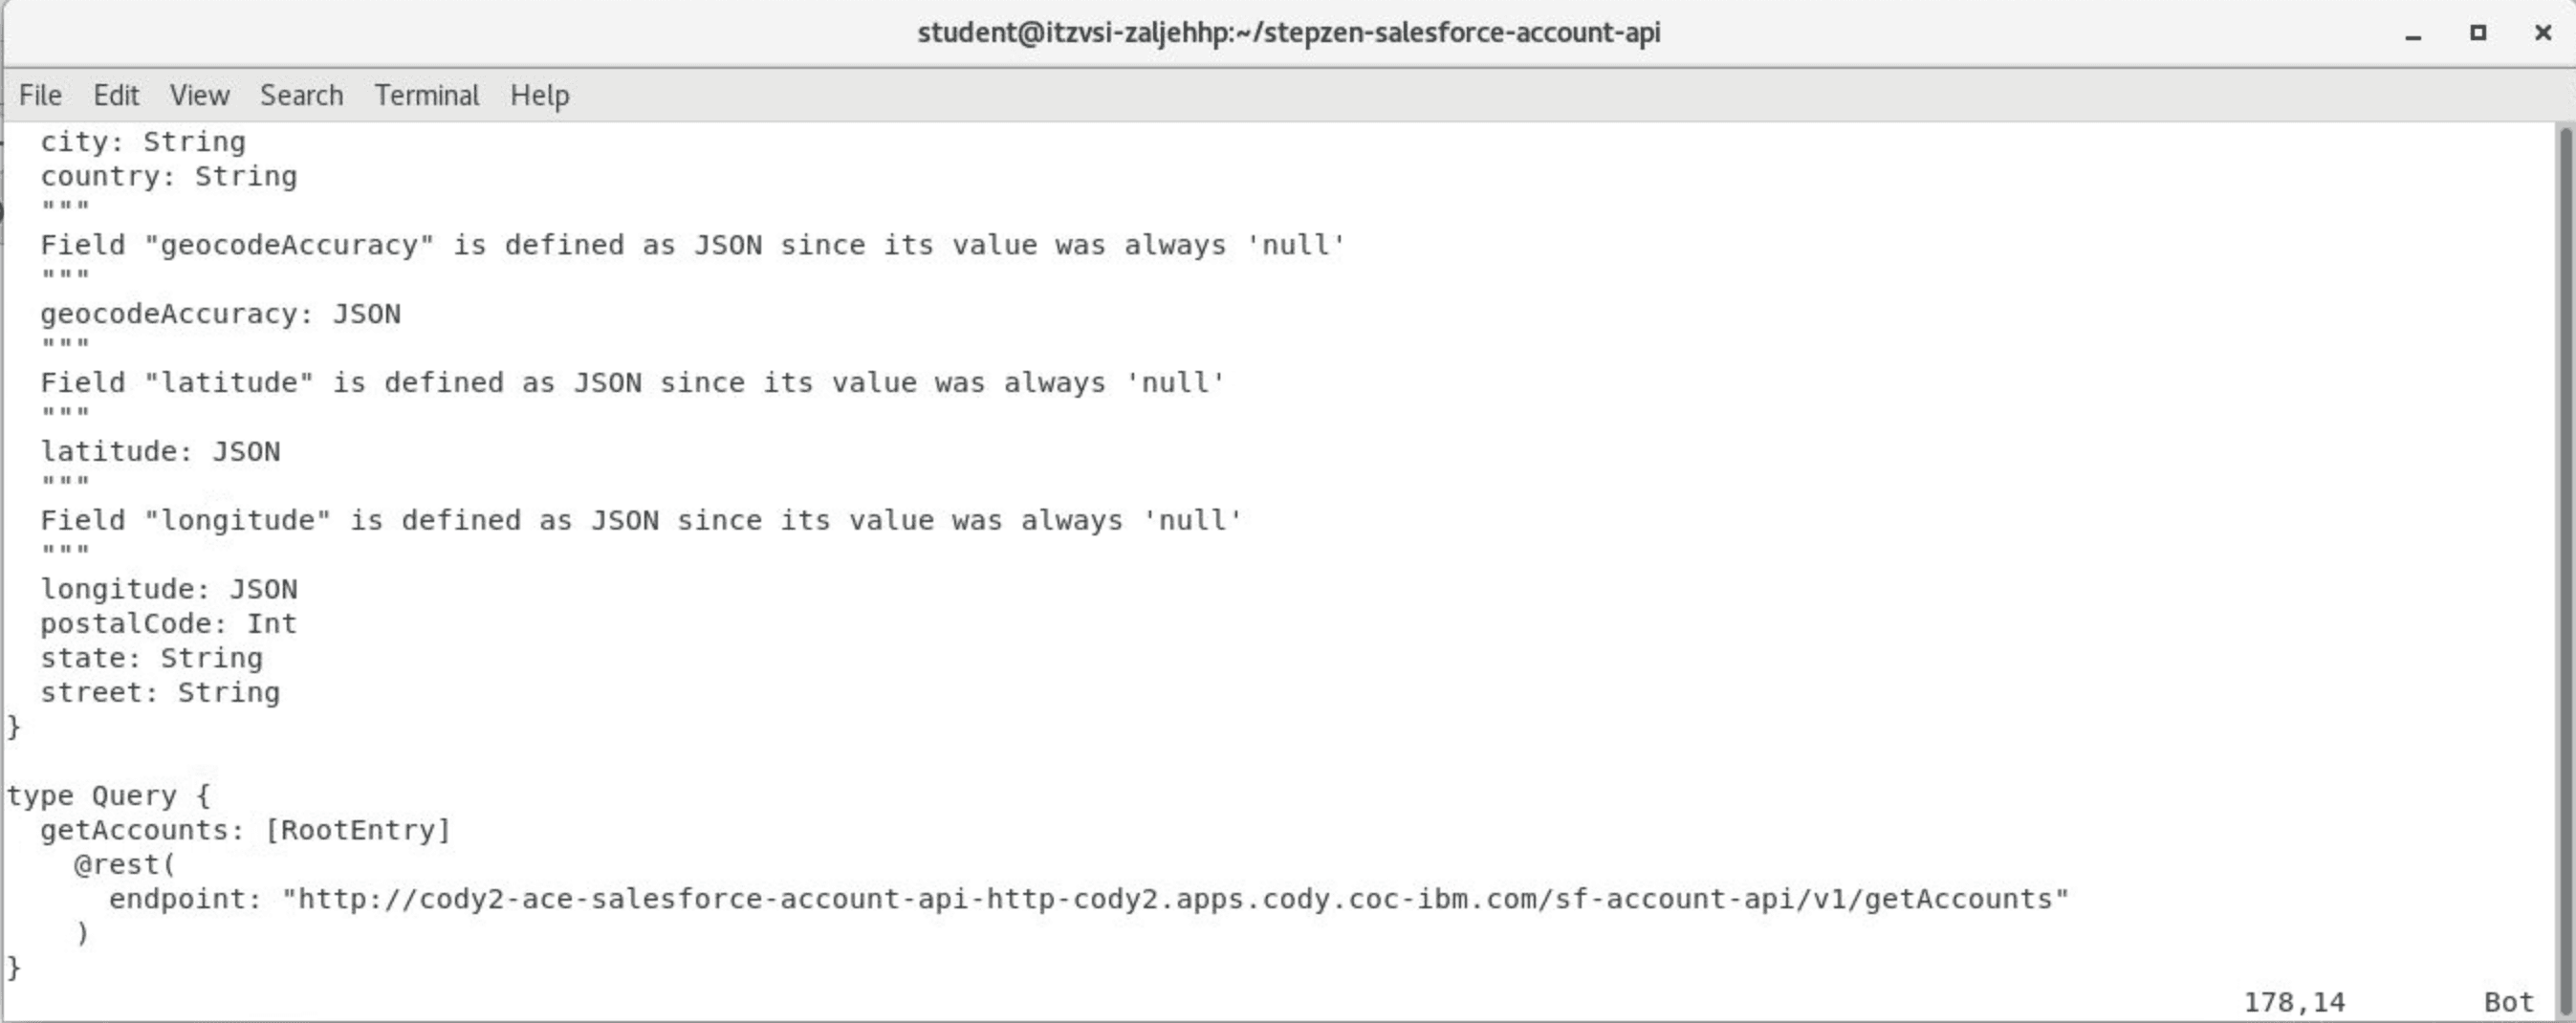 student@itzvsi-zaljehhp:~/stepzen-salesforce-account-api
File Edit View Search Terminal Help
  city: String
  country: String
  """
  Field "geocodeAccuracy" is defined as JSON since its value was always 'null'
  """
  geocodeAccuracy: JSON
  """
  Field "latitude" is defined as JSON since its value was always 'null'
  """
  latitude: JSON
  """
  Field "longitude" is defined as JSON since its value was always 'null'
  """
  longitude: JSON
  postalCode: Int
  state: String
  street: String
}

type Query {
  getAccounts: [RootEntry]
    @rest(
      endpoint: "http://cody2-ace-salesforce-account-api-http-cody2.apps.cody.coc-ibm.com/sf-account-api/v1/getAccounts"
    )
}
178,14 Bot